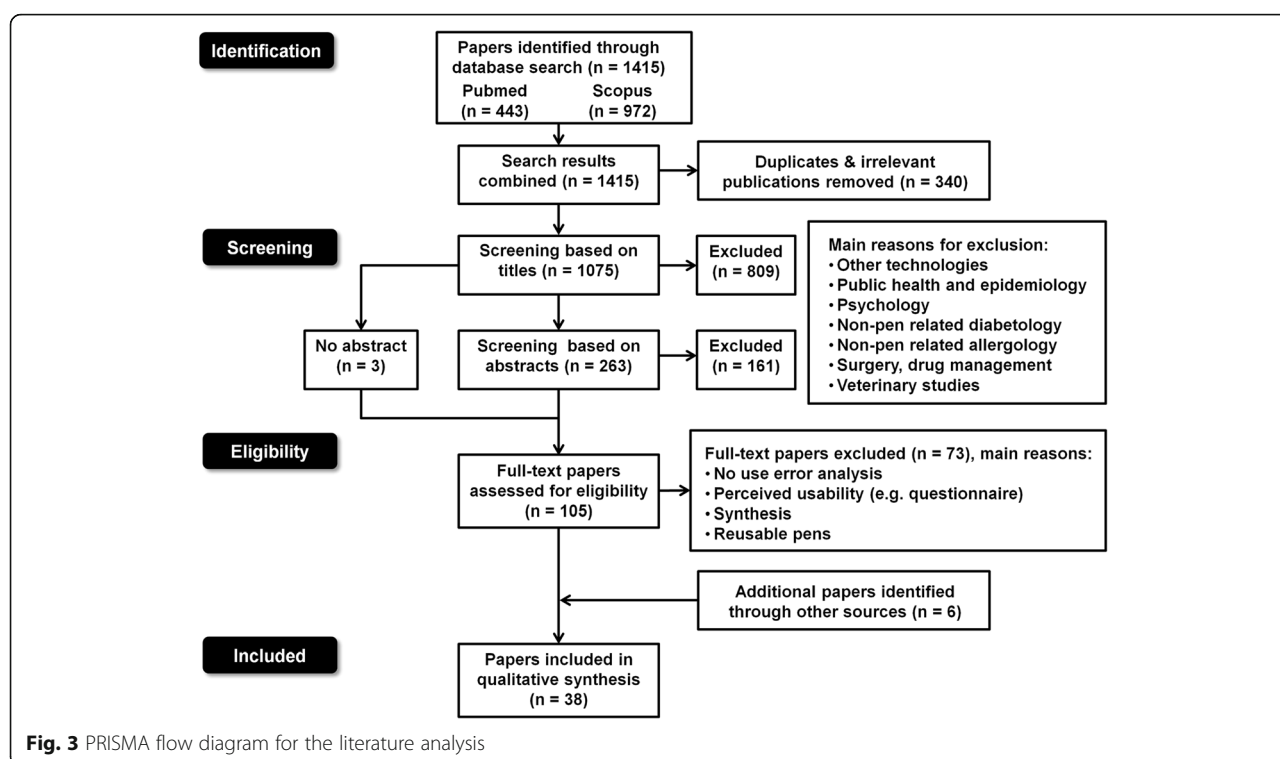 Identification
Papers identified through
database search (n = 1415)
Pubmed
(n = 443)
Scopus
(n = 972)
Search results
combined (n = 1415)
Duplicates & irrelevant
publications removed (n = 340)
Screening
Screening based on
titles (n = 1075)
Excluded
(n = 809)
Main reasons for exclusion:
• Other technologies
• Public health and epidemiology
• Psychology
• Non-pen related diabetology
• Non-pen related allergology
• Surgery, drug management
• Veterinary studies
No abstract
(n = 3)
Screening based on
abstracts (n = 263)
Excluded
(n = 161)
Eligibility
Full-text papers
assessed for eligibility
(n = 105)
Full-text papers excluded (n = 73), main reasons:
• No use error analysis
• Perceived usability (e.g. questionnaire)
• Synthesis
• Reusable pens
Additional papers identified
through other sources (n = 6)
Included
Papers included in
qualitative synthesis
(n = 38)
Fig. 3 PRISMA flow diagram for the literature analysis